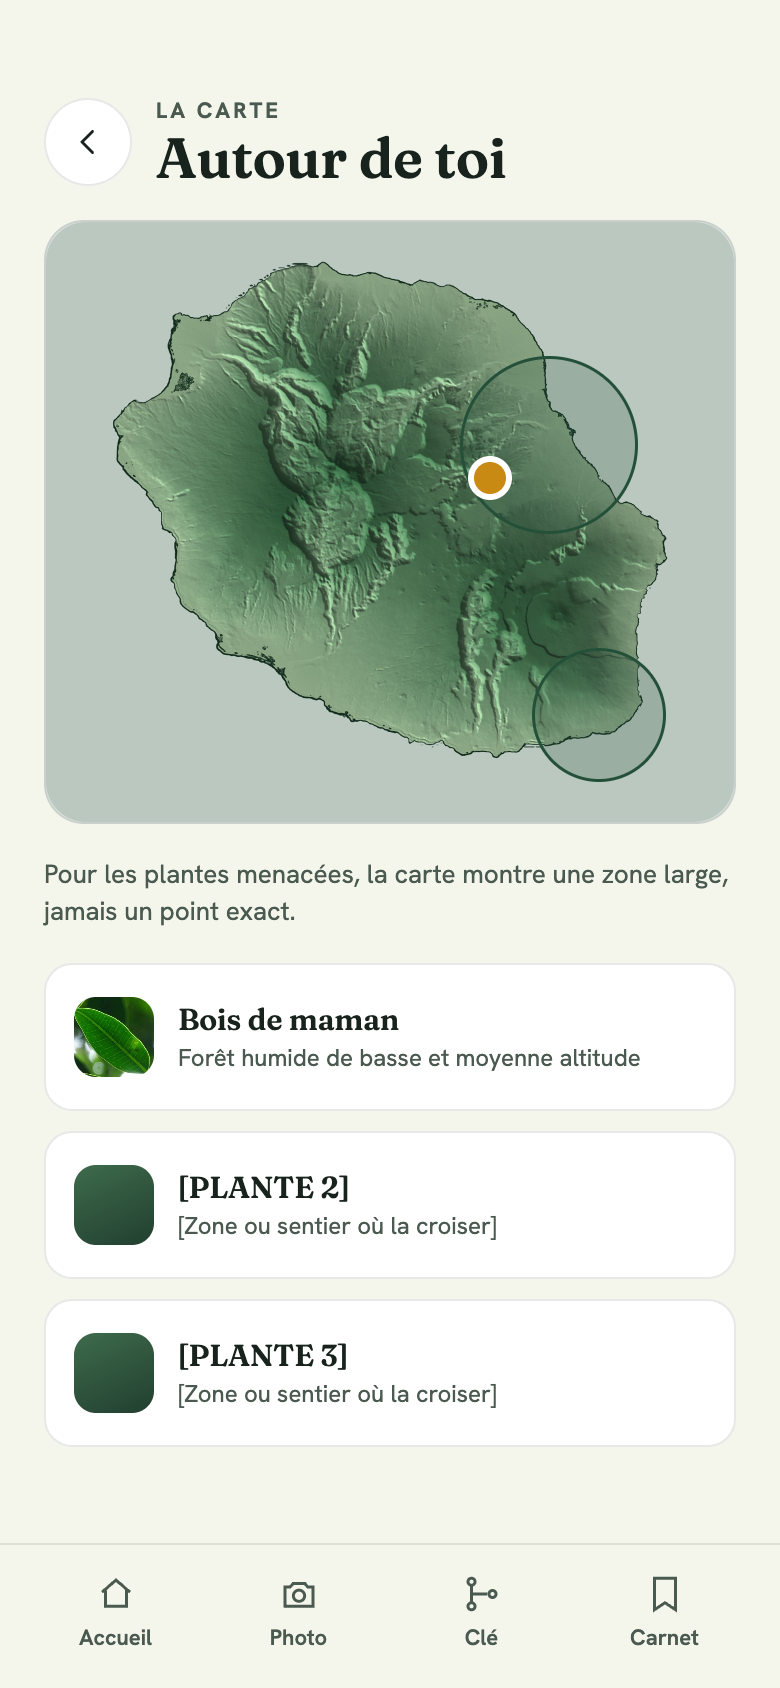 LA CARTE
Autour de toi
Pour les plantes menacées, la carte montre une zone large,
jamais un point exact.
Bois de maman
Forêt humide de basse et moyenne altitude
[PLANTE 2]
[Zone ou sentier où la croiser]
[PLANTE 3]
[Zone ou sentier où la croiser]
Accueil
Photo
Clé
Carnet